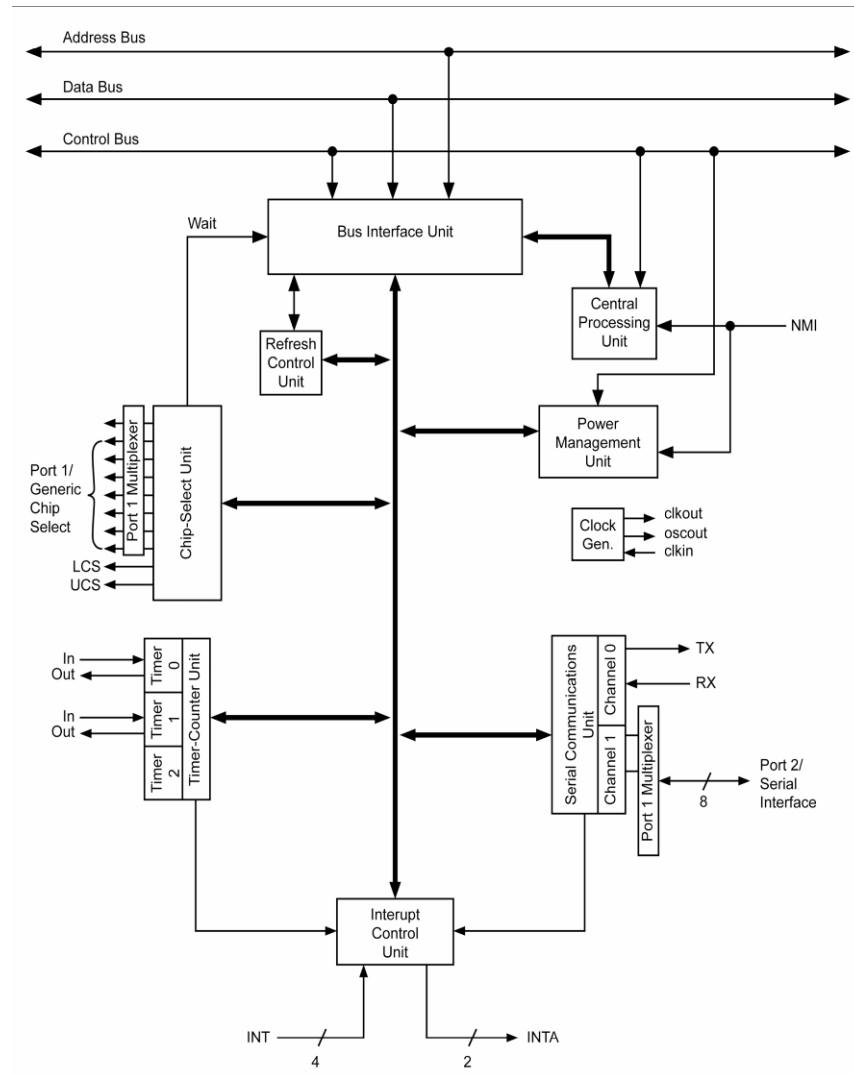 Address Bus
Data Bus
Control Bus
Wait
Bus Interface Unit
Central
Processing
Unit
NMI
Refresh
Control
Unit
Power
Management
Unit
Port 1/
Generic
Chip
Select
Port 1 Multiplexer
Chip-Select Unit
LCS
UCS
Clock
Gen.
clkout
oscout
clkin
In
Out
In
Out
Timer
0
Timer
1
Timer
2
Timer-Counter Unit
Serial Communications
Unit
Channel 0
Channel 1
Port 1 Multiplexer
TX
RX
8
Port 2/
Serial
Interface
Interupt
Control
Unit
INT
4
2
INTA